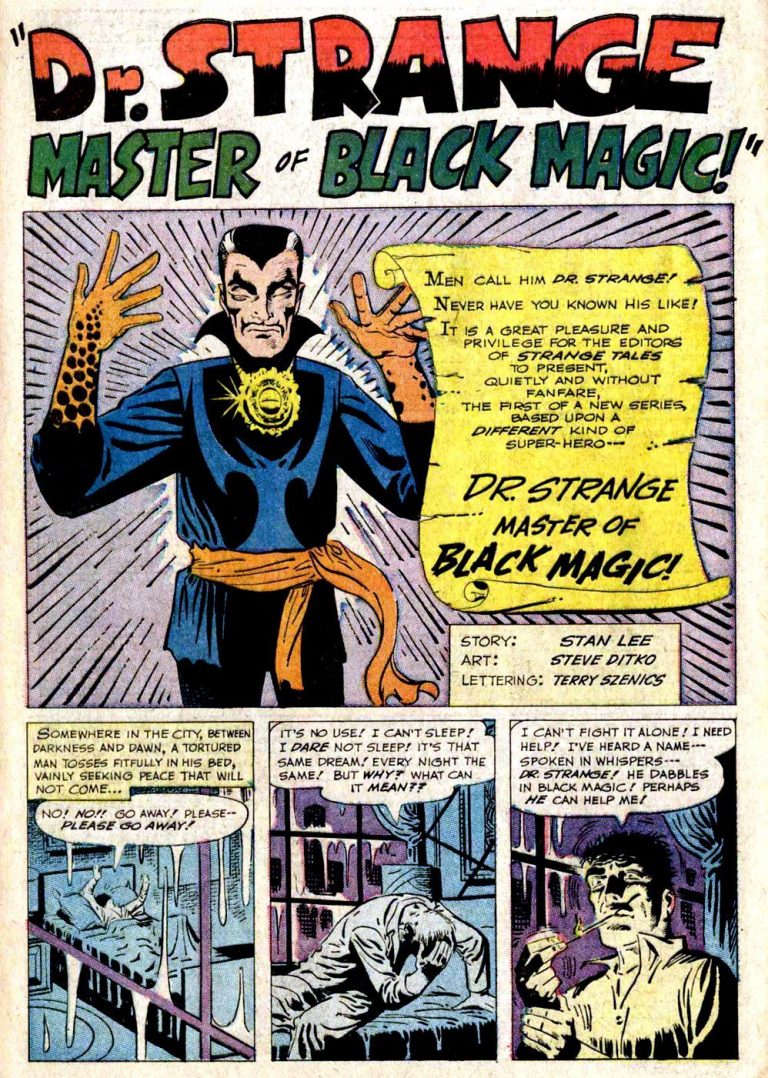 "Dr. STRANGE
MASTER OF BLACK MAGIC!"
MEN CALL HIM DR. STRANGE!
NEVER HAVE YOU KNOWN HIS LIKE!
IT IS A GREAT PLEASURE AND
PRIVILEGE FOR THE EDITORS
OF STRANGE TALES
TO PRESENT,
QUIETLY AND WITHOUT
FANFARE,
THE FIRST OF A NEW SERIES,
BASED UPON A
DIFFERENT KIND OF
SUPER-HERO---
DR. STRANGE
MASTER OF
BLACK MAGIC!
STORY: STAN LEE
ART: STEVE DITKO
LETTERING: TERRY SZENICS
SOMEWHERE IN THE CITY, BETWEEN
DARKNESS AND DAWN, A TORTURED
MAN TOSSES FITFULLY IN HIS BED,
VAINLY SEEKING PEACE THAT WILL
NOT COME...
NO! NO!! GO AWAY! PLEASE--
PLEASE GO AWAY!
IT'S NO USE! I CAN'T SLEEP!
I DARE NOT SLEEP! IT'S THAT
SAME DREAM! EVERY NIGHT THE
SAME! BUT WHY? WHAT CAN
IT MEAN??
I CAN'T FIGHT IT ALONE! I NEED
HELP! I'VE HEARD A NAME---
SPOKEN IN WHISPERS---
DR. STRANGE! HE DABBLES
IN BLACK MAGIC! PERHAPS
HE CAN HELP ME!